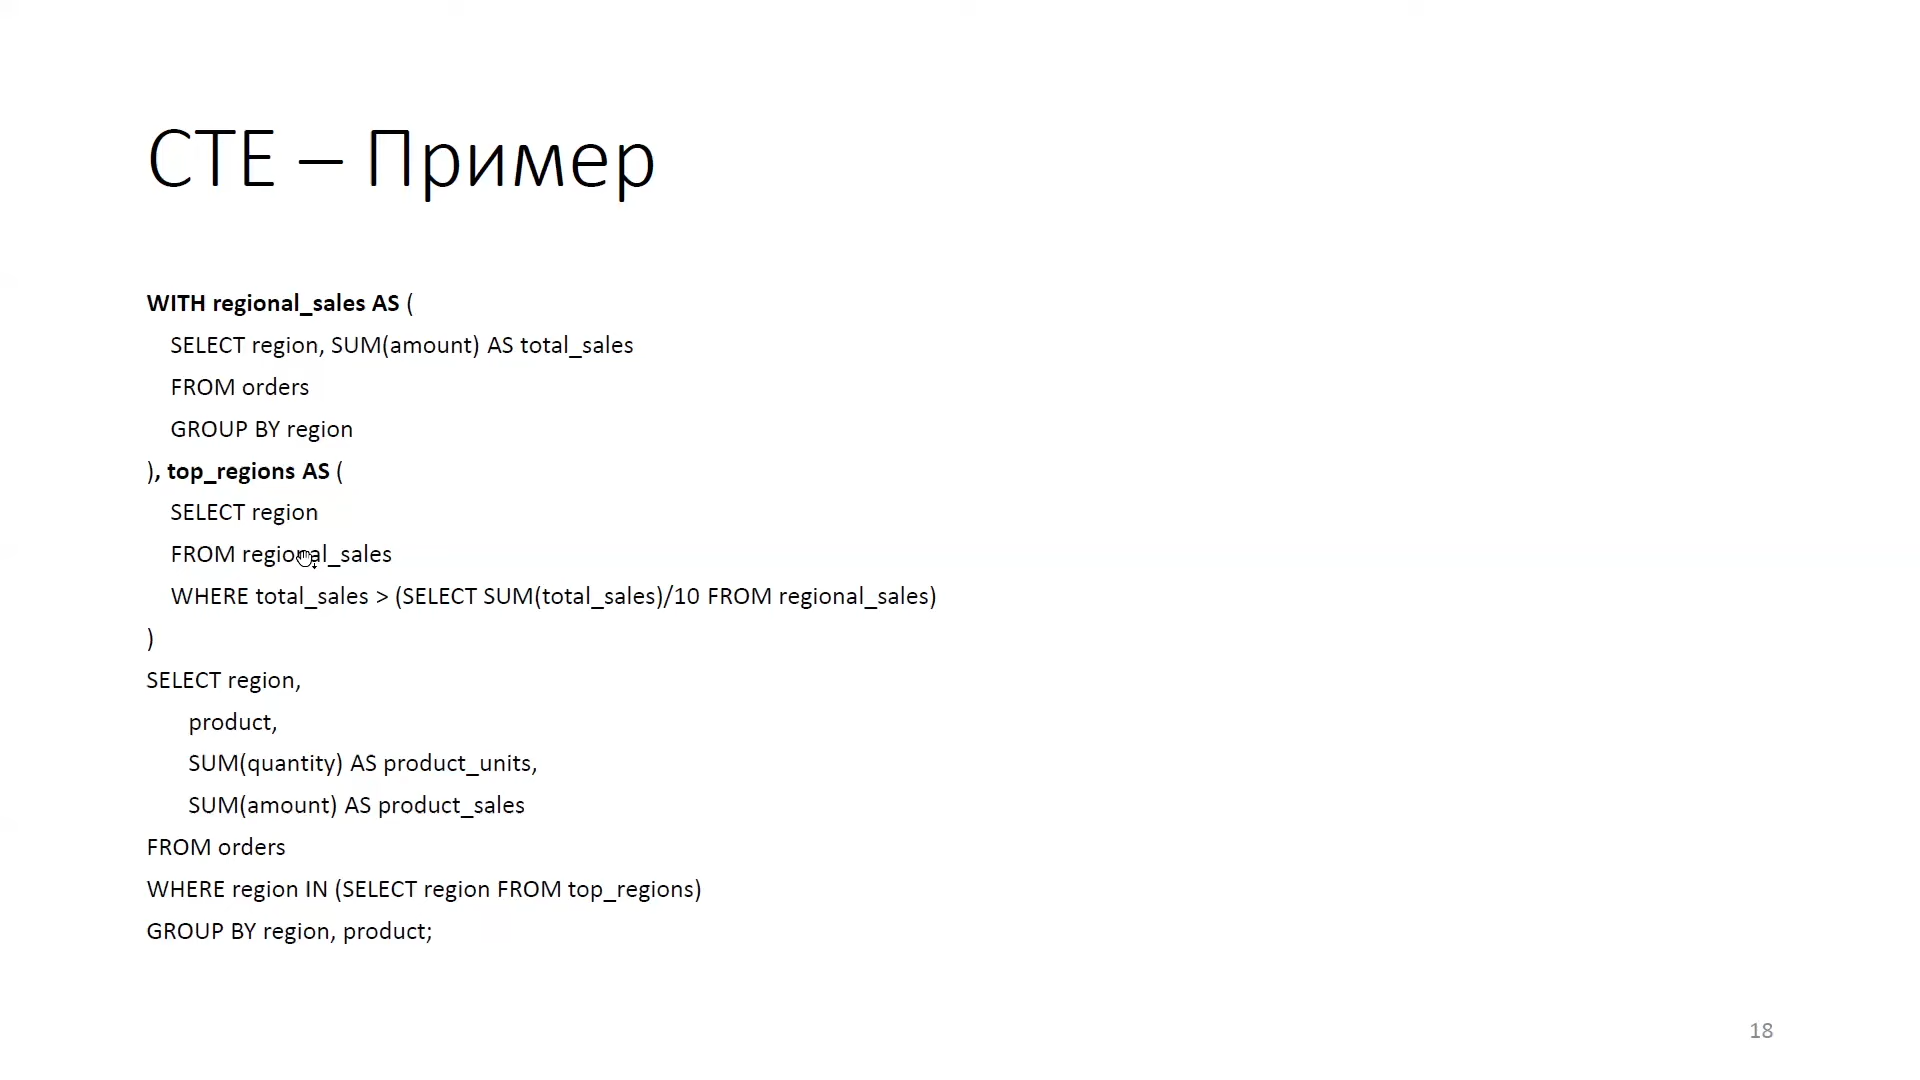 CTE – Пример
WITH regional_sales AS (
SELECT region, SUM(amount) AS total_sales
FROM orders
GROUP BY region
), top_regions AS (
SELECT region
FROM regional_sales
WHERE total_sales > (SELECT SUM(total_sales)/10 FROM regional_sales)
)
SELECT region,
product,
SUM(quantity) AS product_units,
SUM(amount) AS product_sales
FROM orders
WHERE region IN (SELECT region FROM top_regions)
GROUP BY region, product;
18